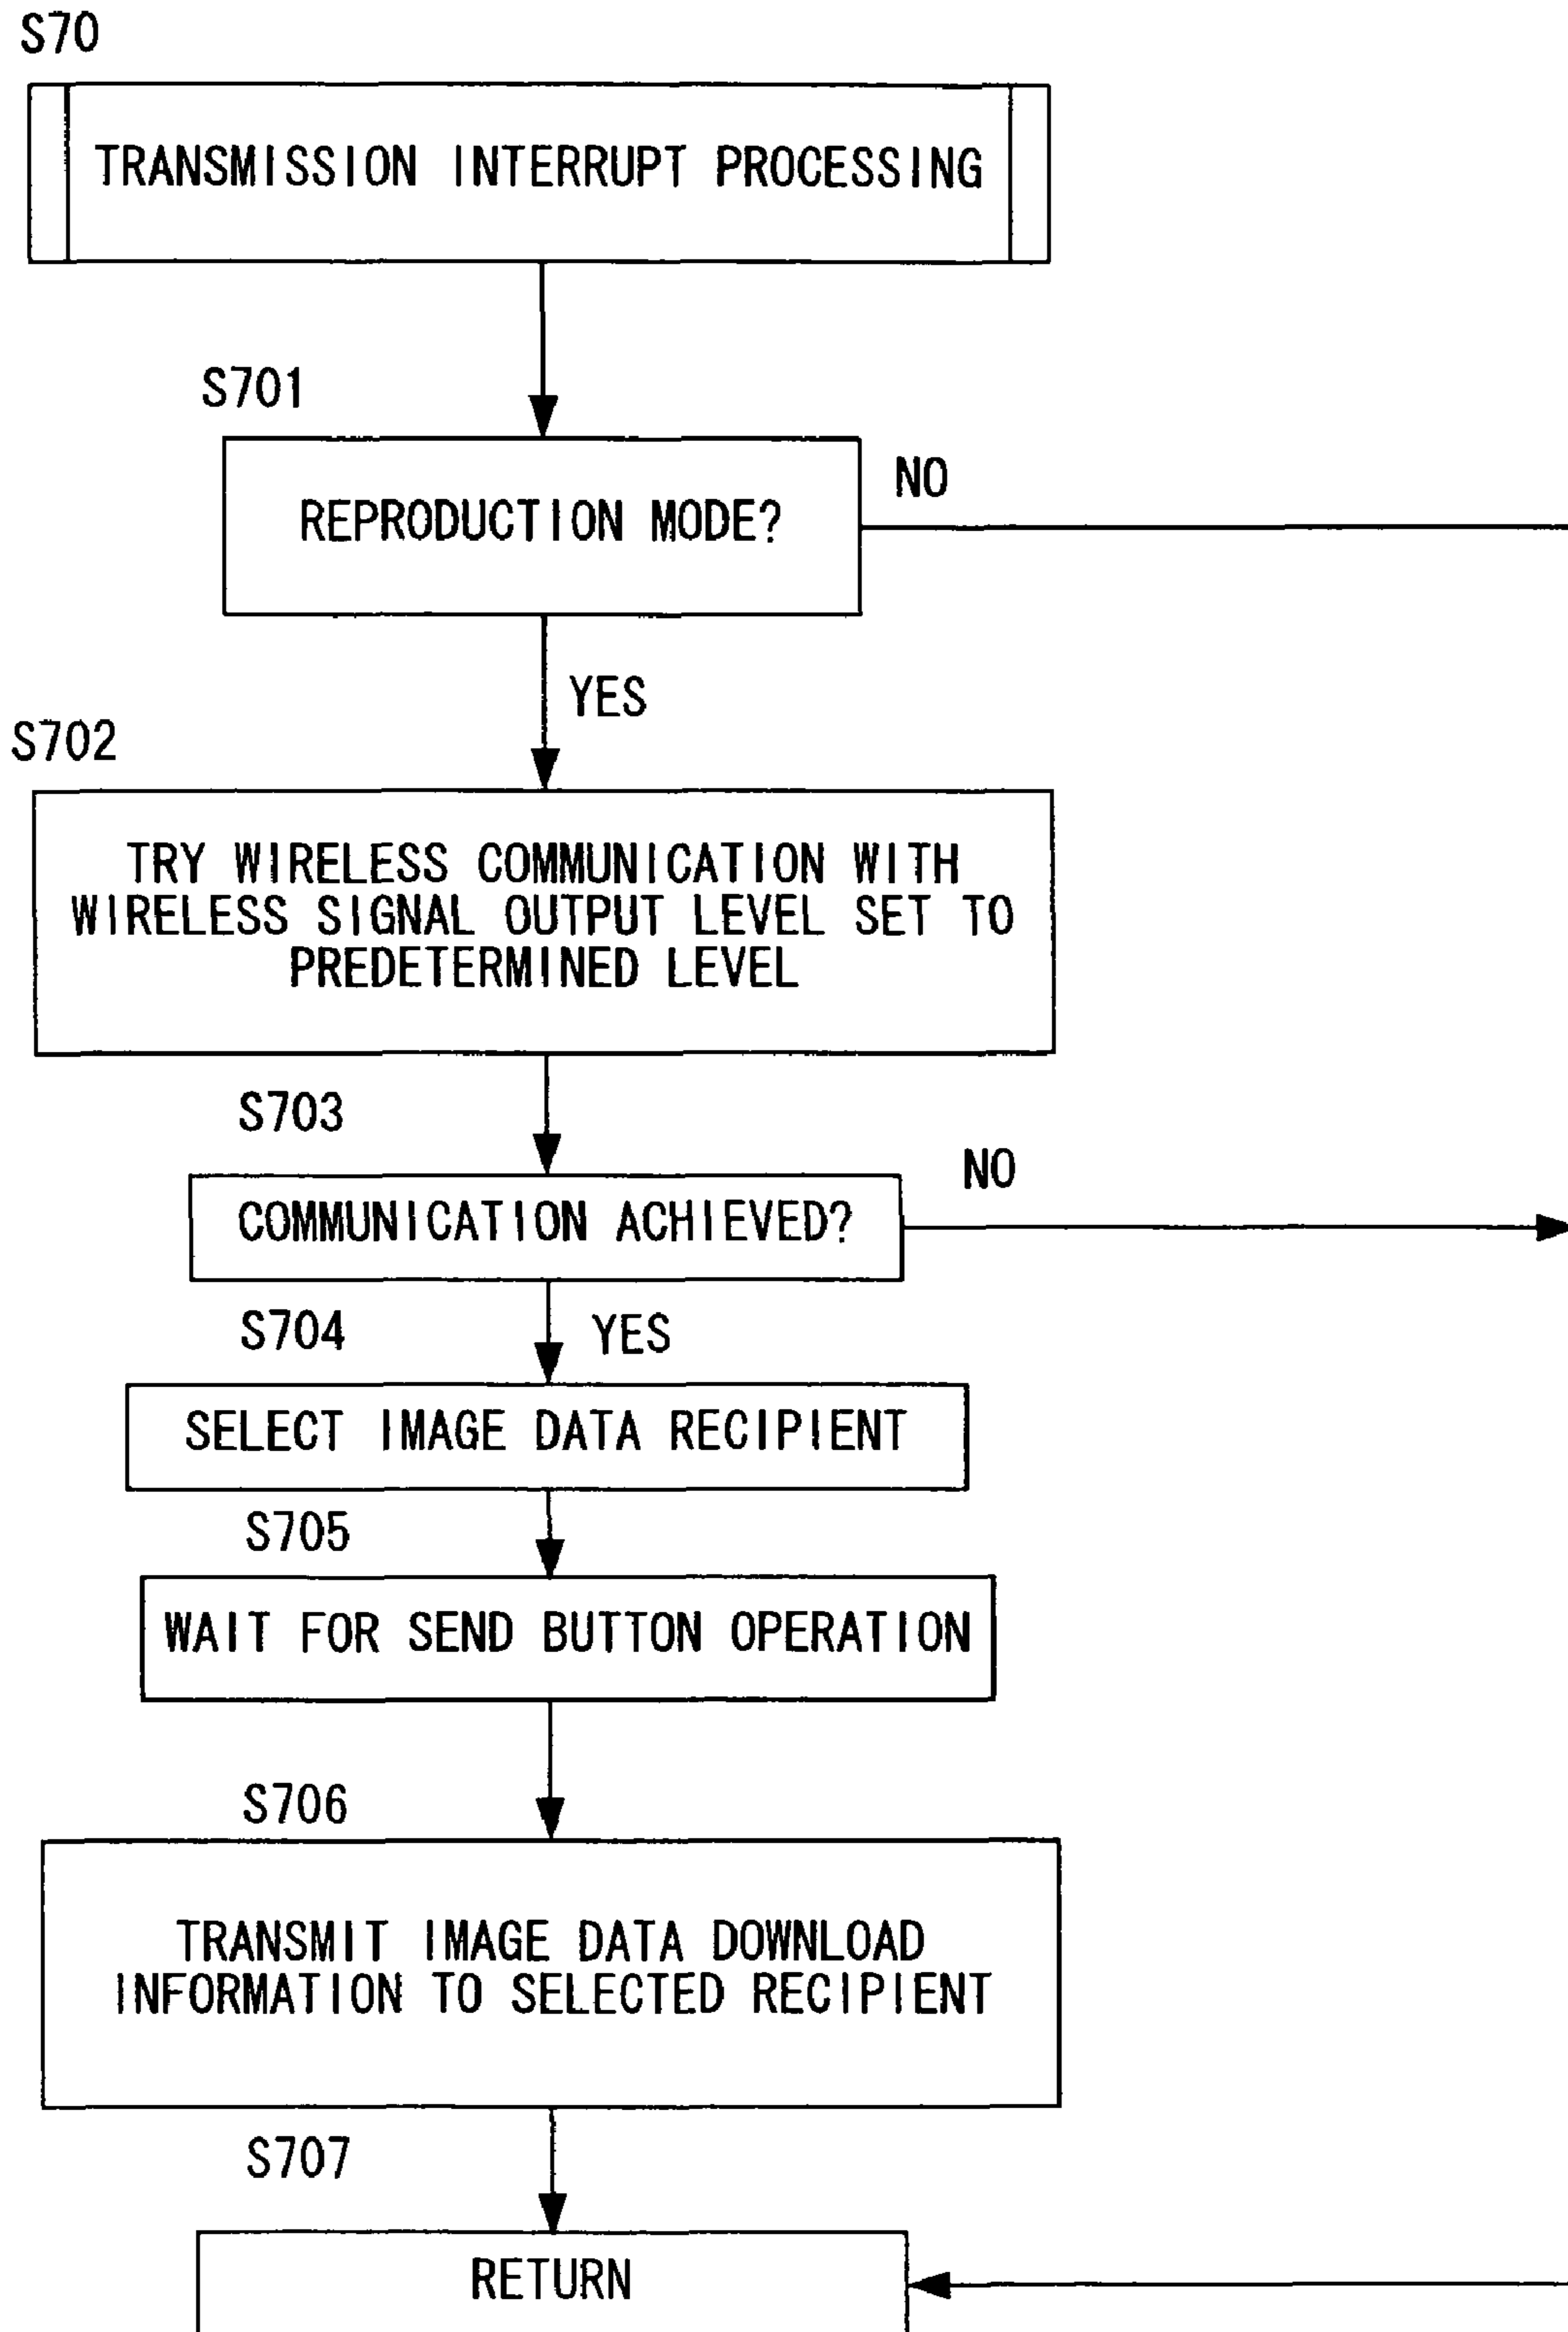 S70
TRANSMISSION INTERRUPT PROCESSING
S701
REPRODUCTION MODE?
NO
YES
S702
TRY WIRELESS COMMUNICATION WITH
WIRELESS SIGNAL OUTPUT LEVEL SET TO
PREDETERMINED LEVEL
S703
COMMUNICATION ACHIEVED?
NO
S704
YES
SELECT IMAGE DATA RECIPIENT
S705
WAIT FOR SEND BUTTON OPERATION
S706
TRANSMIT IMAGE DATA DOWNLOAD
INFORMATION TO SELECTED RECIPIENT
S707
RETURN